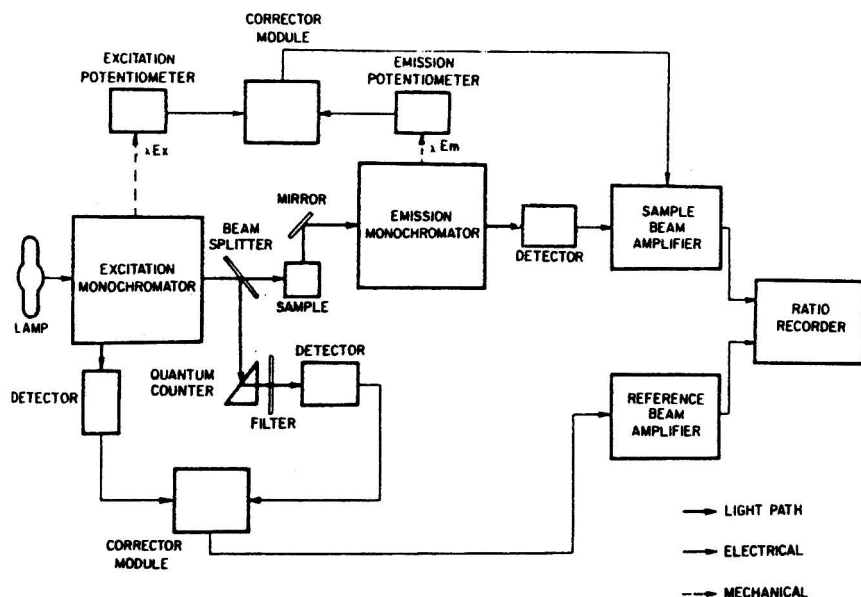 CORRECTOR
MODULE
EXCITATION
POTENTIOMETER
EMISSION
POTENTIOMETER
λEx
λEm
MIRROR
BEAM
SPLITTER
EMISSION
MONOCHROMATOR
SAMPLE
BEAM
AMPLIFIER
EXCITATION
MONOCHROMATOR
DETECTOR
SAMPLE
LAMP
RATIO
RECORDER
DETECTOR
QUANTUM
COUNTER
DETECTOR
FILTER
REFERENCE
BEAM
AMPLIFIER
CORRECTOR
MODULE
LIGHT PATH
ELECTRICAL
MECHANICAL